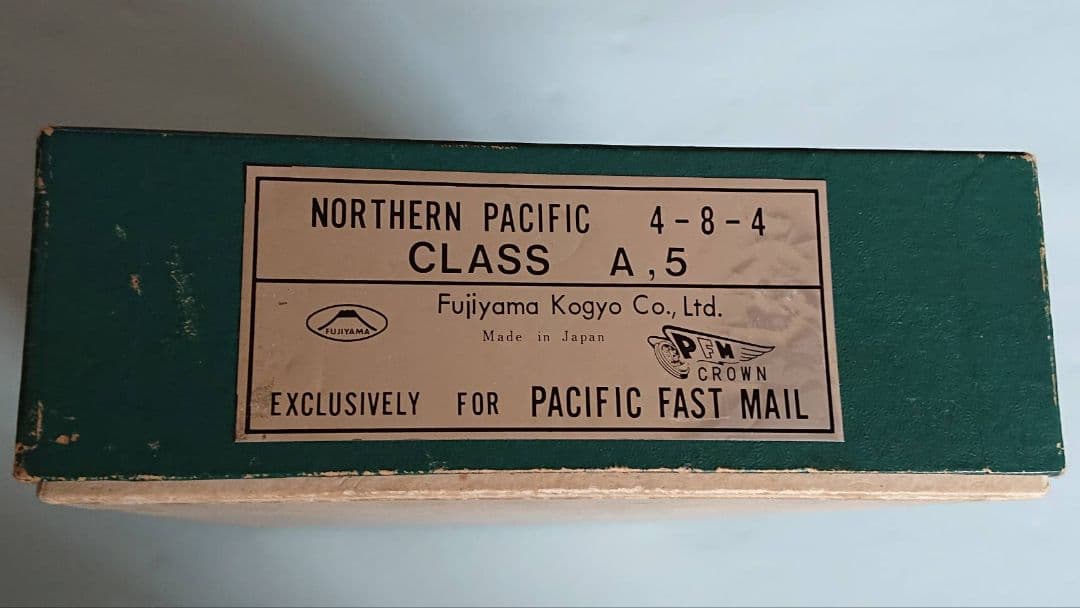 NORTHERN PACIFIC 4-8-4
CLASS A,5
Fujiyama Kogyo Co., Ltd.
FUJIYAMA
Made in Japan
PFM
CROWN
EXCLUSIVELY FOR PACIFIC FAST MAIL